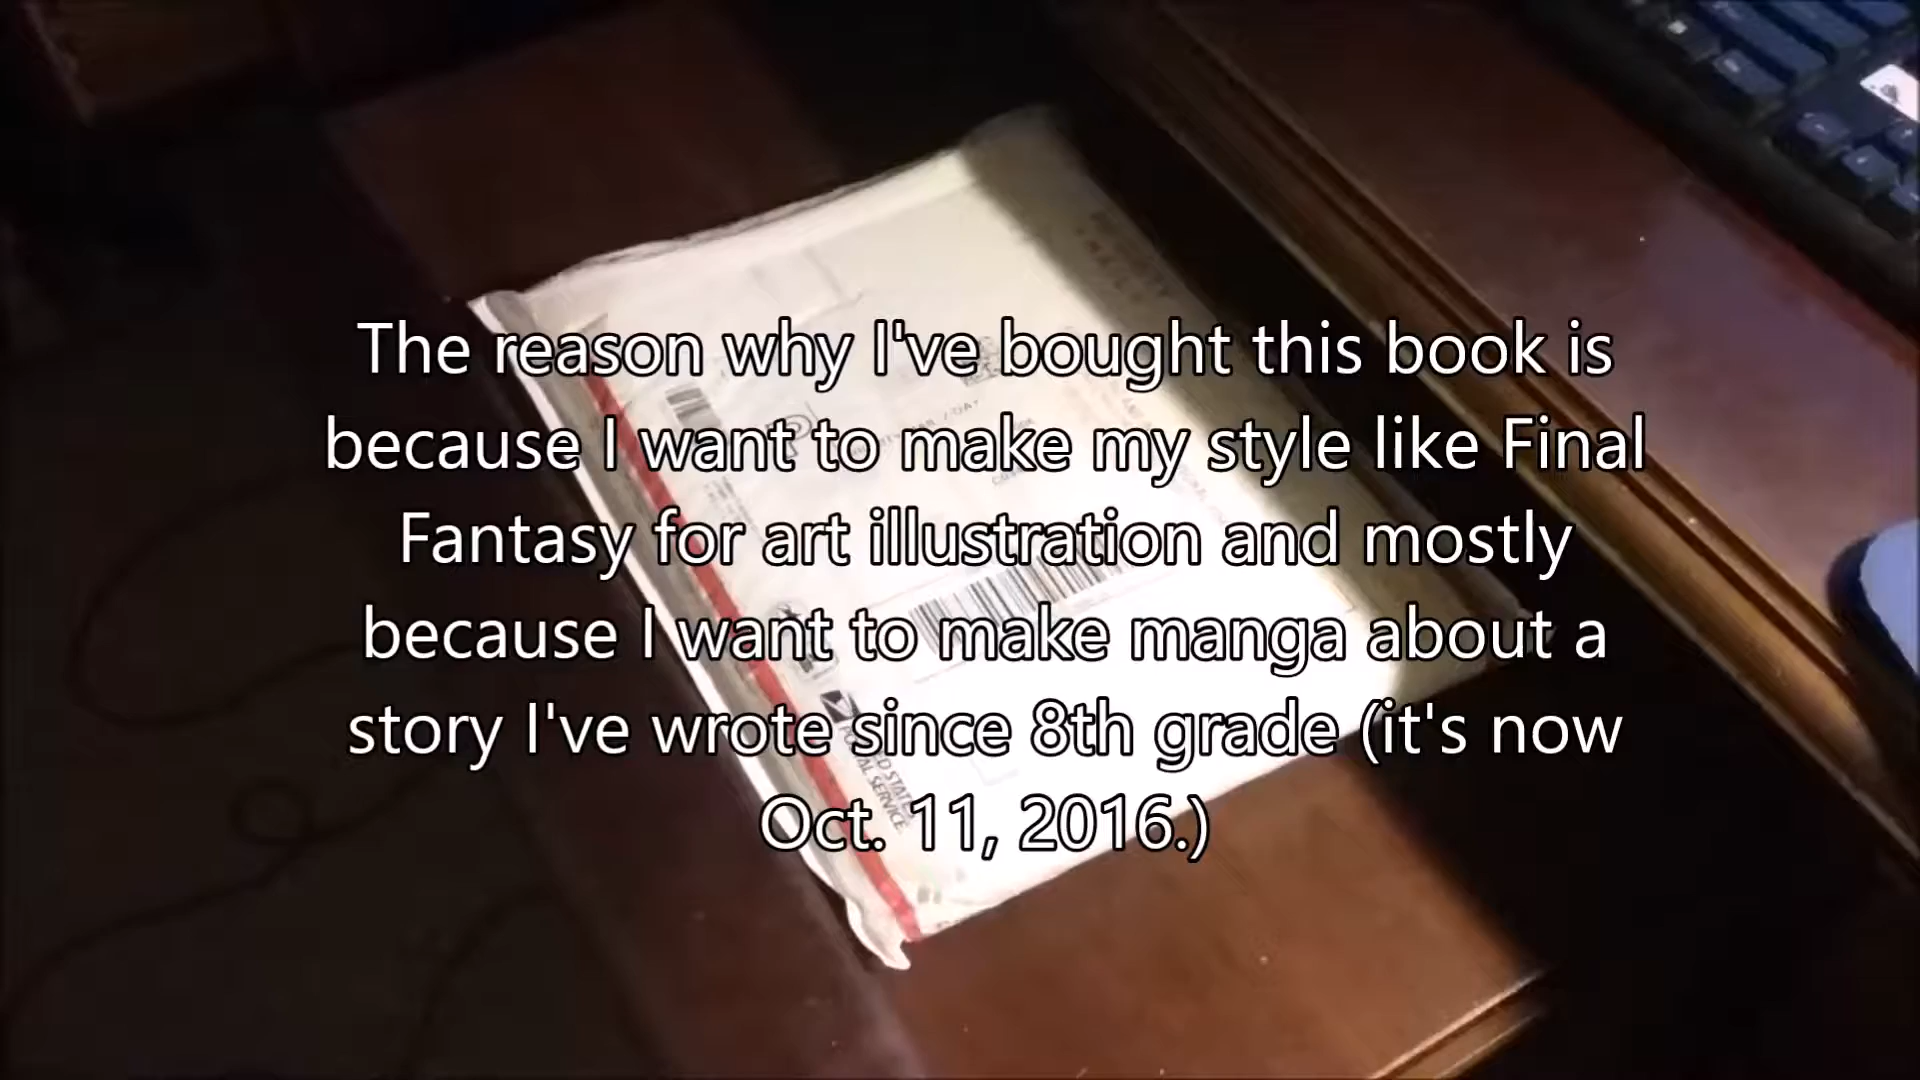 The reason why I've bought this book is
because I want to make my style like Final
Fantasy for art illustration and mostly
because I want to make manga about a
story I've wrote since 8th grade (it's now
Oct. 11, 2016.)
POSTAL SERVICE